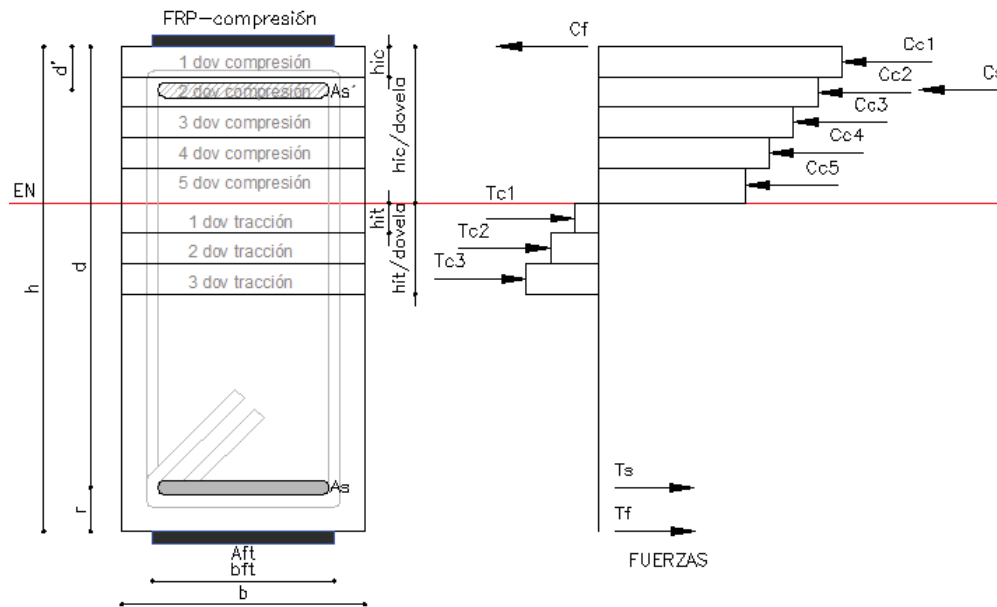 FRP-compresión
Cf
d'
hic
1 dov compresión
Cc1
2 dov compresión
As'
Cc2
3 dov compresión
hic/dovela
Cc3
4 dov compresión
Cc4
5 dov compresión
Cc5
EN
Tc1
hit
1 dov tracción
Tc2
2 dov tracción
hit/dovela
Tc3
3 dov tracción
d
h
As
Ts
r
Tf
Aft
bft
b
FUERZAS